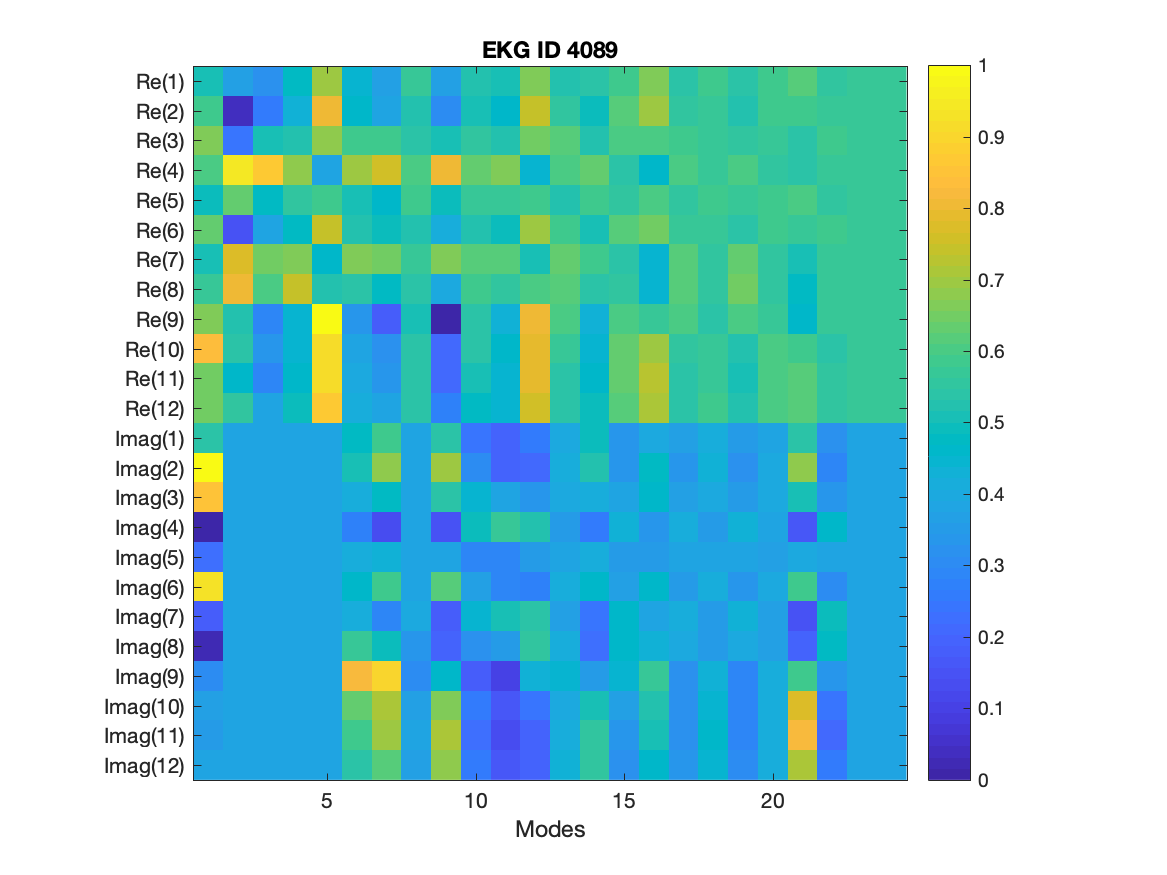 EKG ID 4089
Re(1)
Re(2)
Re(3)
Re(4)
Re(5)
Re(6)
Re(7)
Re(8)
Re(9)
Re(10)
Re(11)
Re(12)
Imag(1)
Imag(2)
Imag(3)
Imag(4)
Imag(5)
Imag(6)
Imag(7)
Imag(8)
Imag(9)
Imag(10)
Imag(11)
Imag(12)
5 10 15 20
Modes
1
0.9
0.8
0.7
0.6
0.5
0.4
0.3
0.2
0.1
0